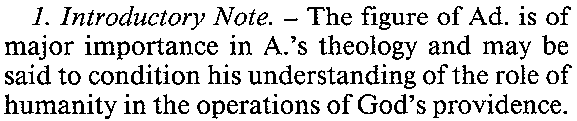 1. Introductory Note. – The figure of Ad. is of
major importance in A.'s theology and may be
said to condition his understanding of the role of
humanity in the operations of God's providence.